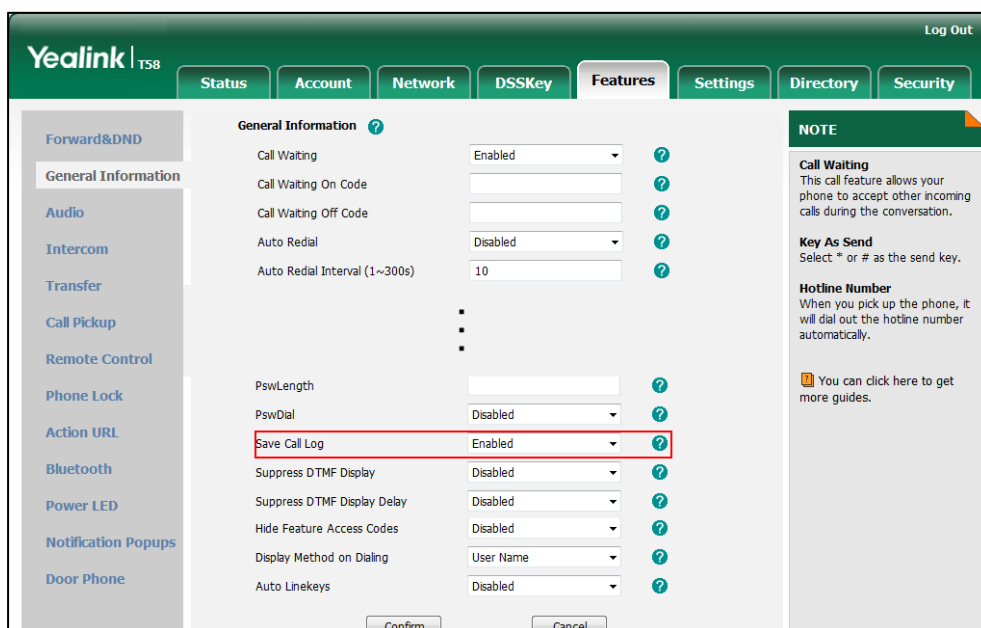 Log Out
Yealink | T58
Status Account Network DSSKey Features Settings Directory Security
Forward&DND
General Information
Audio
Intercom
Transfer
Call Pickup
Remote Control
Phone Lock
Action URL
Bluetooth
Power LED
Notification Popups
Door Phone
General Information ?
Call Waiting Enabled ?
Call Waiting On Code ?
Call Waiting Off Code ?
Auto Redial Disabled ?
Auto Redial Interval (1~300s) 10 ?
PswLength ?
PswDial Disabled ?
Save Call Log Enabled ?
Suppress DTMF Display Disabled ?
Suppress DTMF Display Delay Disabled ?
Hide Feature Access Codes Disabled ?
Display Method on Dialing User Name ?
Auto Linekeys Disabled ?
Confirm Cancel
NOTE
Call Waiting
This call feature allows your
phone to accept other incoming
calls during the conversation.
Key As Send
Select * or # as the send key.
Hotline Number
When you pick up the phone, it
will dial out the hotline number
automatically.
? You can click here to get
more guides.